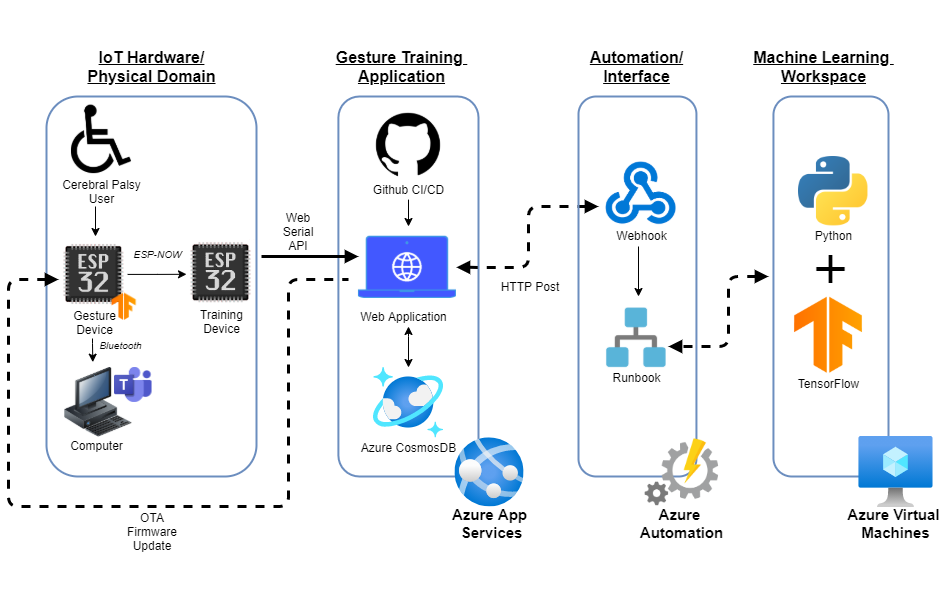 IoT Hardware/
Physical Domain
Cerebral Palsy
User
ESP
32
ESP-NOW
ESP
32
Gesture
Device
Training
Device
Bluetooth
T
Computer
Web
Serial
API
OTA
Firmware
Update
Gesture Training
Application
Github CI/CD
Web Application
Azure CosmosDB
Azure App
Services
HTTP Post
Automation/
Interface
Webhook
Runbook
Azure
Automation
Machine Learning
Workspace
Python
+
TensorFlow
Azure Virtual
Machines